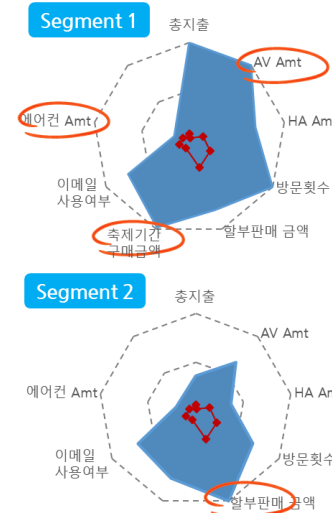 Segment 1
총지출
AV Amt
에어컨 Amt
HA Am
이메일
사용여부
방문횟수
축제기간
구매금액
할부판매 금액
Segment 2
총지출
AV Amt
에어컨 Amt
HA Ar
이메일
사용여부
방문횟수
할부판매 금액